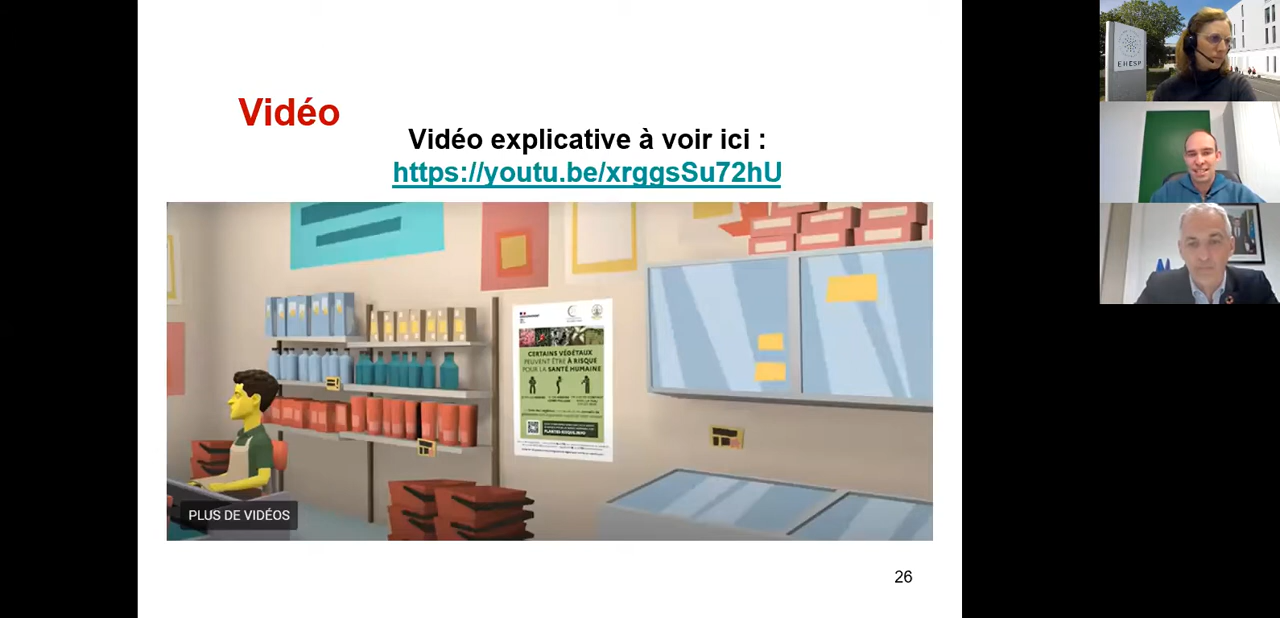 Vidéo
Vidéo explicative à voir ici :
https://youtu.be/xrggsSu72hU
CERTAINS VÉGÉTAUX
PEUVENT ÊTRE À RISQUE
POUR LA SANTÉ HUMAINE
PLUS DE VIDÉOS
26
EHESP